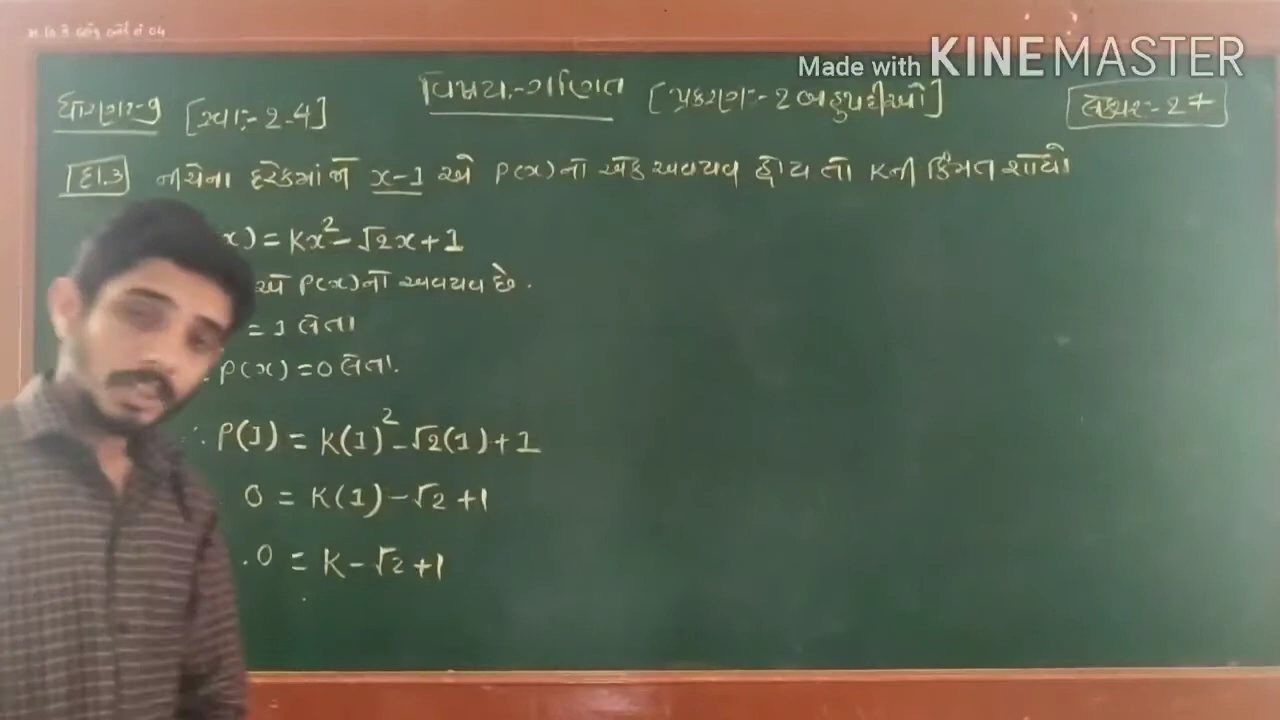 Made with KINEMASTER
ધોરણ:-9 [સ્વા:-2.4] વિષય:-ગણિત [પ્રકરણ:-2 બહુપદીઓ] લેક્ચર:-27
દા.3 નીચેના દરેકમાં જો x-1 એ P(x)નો એક અવયવ હોય તો Kની કિંમત શોધો
x) = Kx²-√2x+1
એ P(x)નો અવયવ છે.
= 1 લેતા
P(x) = 0 લેતા.
∴ P(1) = K(1)²-√2(1)+1
0 = K(1)-√2+1
.0 = K-√2+1